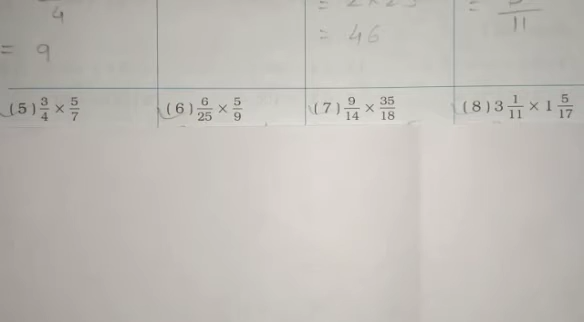 4
= 9
= 46
=
11
(5) 3/4 × 5/7
(6) 6/25 × 5/9
(7) 9/14 × 35/18
(8) 3 1/11 × 1 5/17